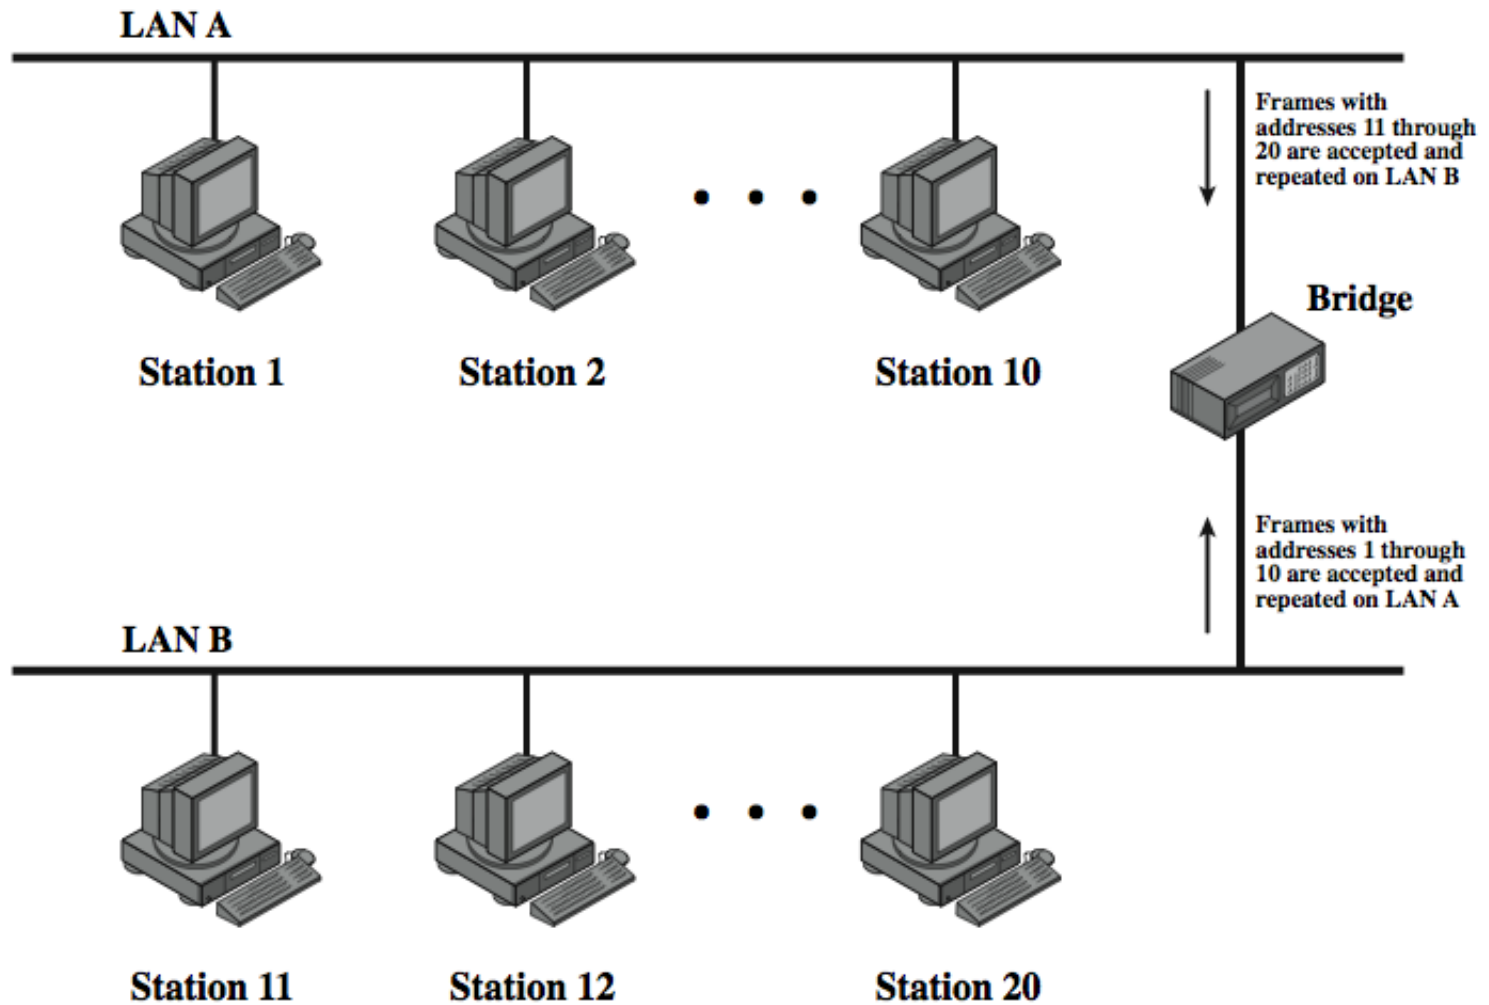 LAN A
Frames with
addresses 11 through
20 are accepted and
repeated on LAN B
Bridge
Station 1
Station 2
Station 10
Frames with
addresses 1 through
10 are accepted and
repeated on LAN A
LAN B
Station 11
Station 12
Station 20